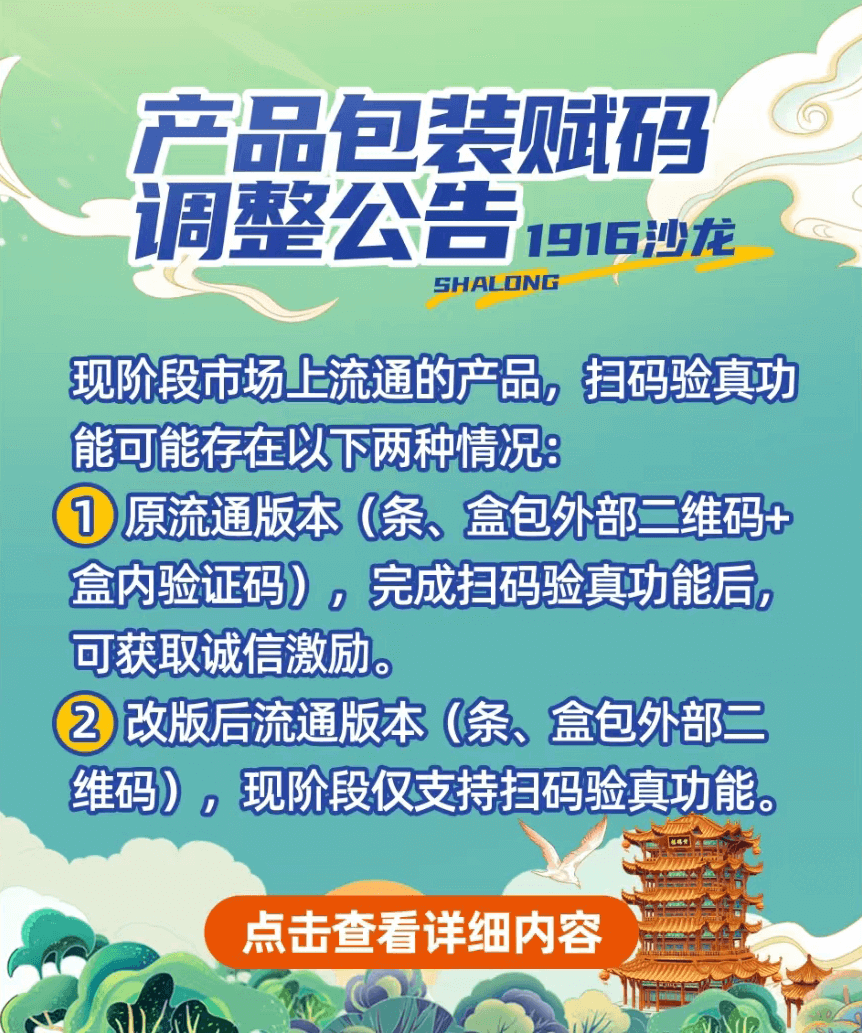 产品包装赋码
调整公告 1916沙龙
SHALONG
现阶段市场上流通的产品，扫码验真功
能可能存在以下两种情况：
1 原流通版本（条、盒包外部二维码+
盒内验证码），完成扫码验真功能后，
可获取诚信激励。
2 改版后流通版本（条、盒包外部二
维码），现阶段仅支持扫码验真功能。
点击查看详细内容